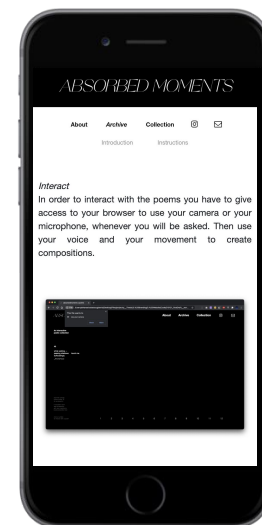 ABSORBED MOMENTS
About Archive Collection
Introduction Instructions
Interact
In order to interact with the poems you have to give
access to your browser to use your camera or your
microphone, whenever you will be asked. Then use
your voice and your movement to create
compositions.
About Archive Collection